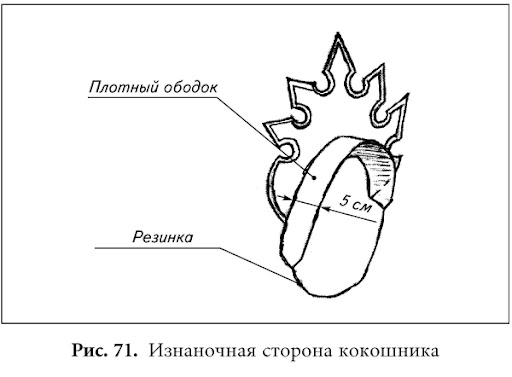 Плотный ободок
5 см
Резинка
Рис. 71. Изнаночная сторона кокошника